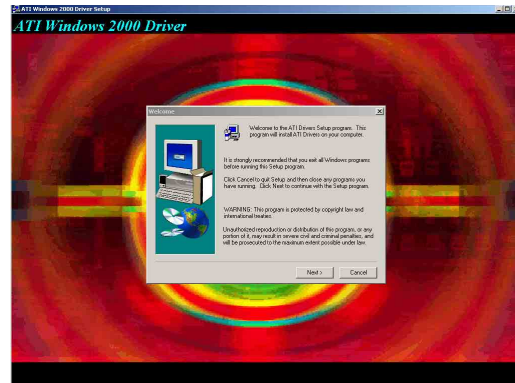 ATI Windows 2000 Driver Setup
ATI Windows 2000 Driver
Welcome
Welcome to the ATI Drivers Setup program. This
program will install ATI Drivers on your computer.
It is strongly recommended that you exit all Windows programs
before running this Setup program.
Click Cancel to quit Setup and then close any programs you
have running. Click Next to continue with the Setup program.
WARNING: This program is protected by copyright law and
international treaties.
Unauthorized reproduction or distribution of this program, or any
portion of it, may result in severe civil and criminal penalties, and
will be prosecuted to the maximum extent possible under law.
Next >
Cancel